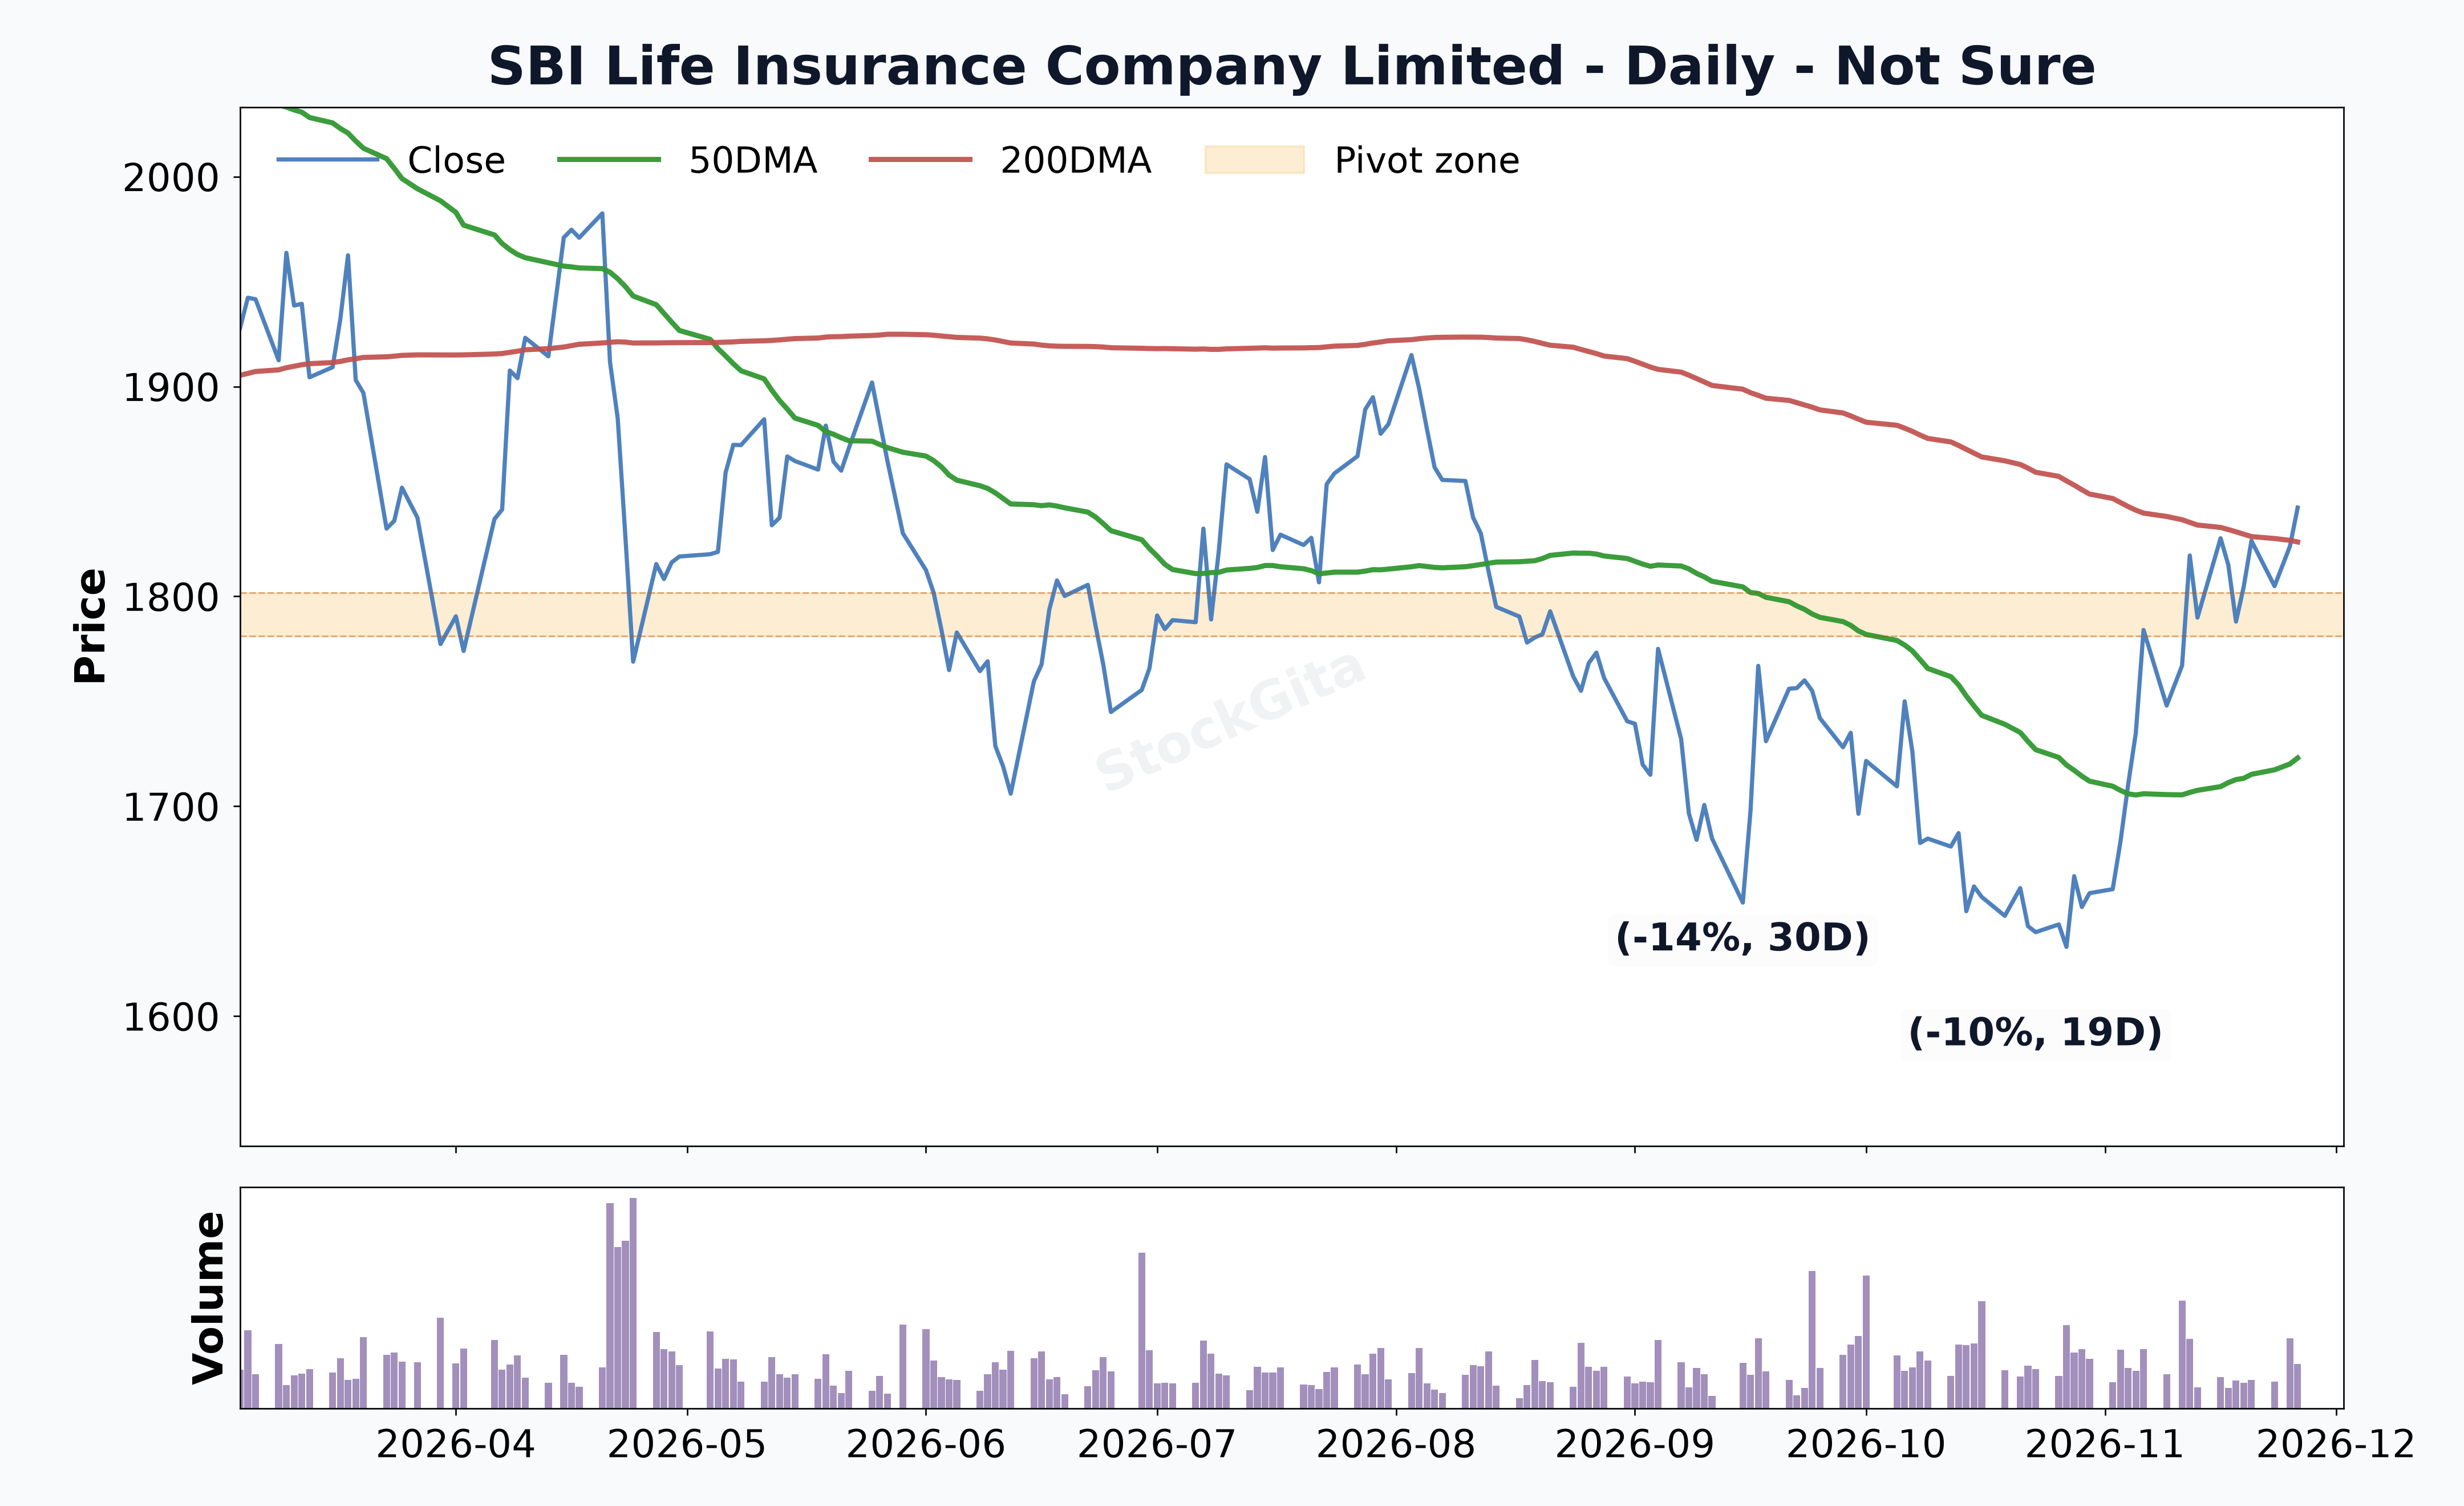 SBI Life Insurance Company Limited - Daily - Not Sure
Close 50DMA 200DMA Pivot zone
2000
1900
1800
1700
1600
Price
StockGita
(-14%, 30D)
(-10%, 19D)
Volume
2026-04 2026-05 2026-06 2026-07 2026-08 2026-09 2026-10 2026-11 2026-12